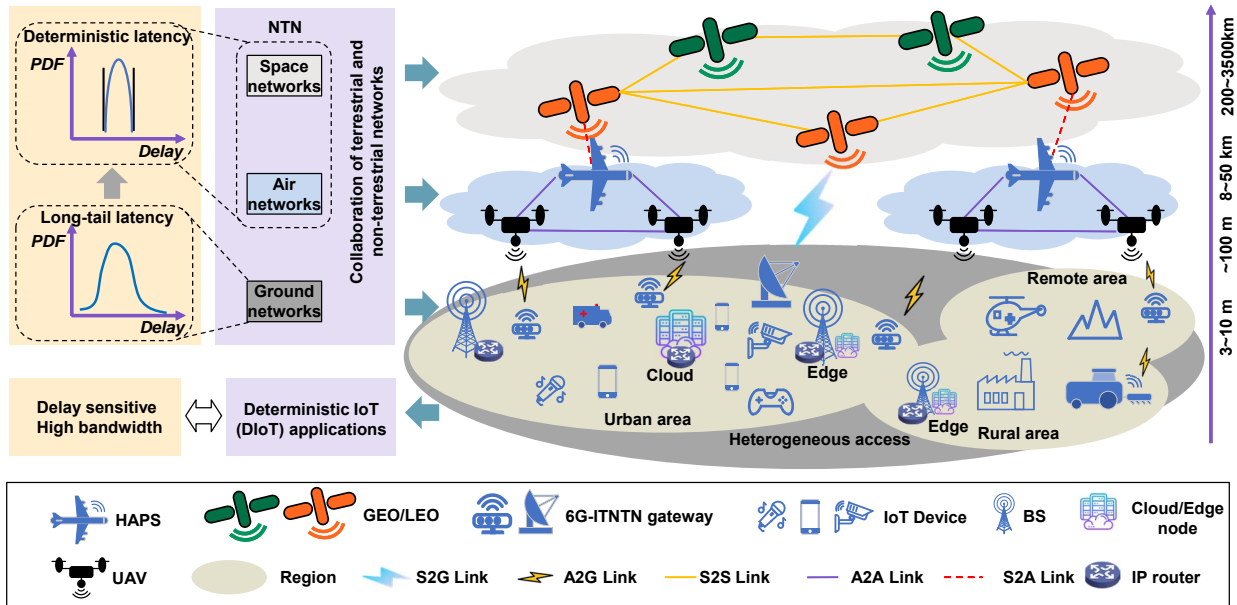 Deterministic latency
PDF
Delay
Long-tail latency
PDF
Delay
NTN
Space
networks
Air
networks
Ground
networks
Collaboration of terrestrial and
non-terrestrial networks
Delay sensitive
High bandwidth
Deterministic IoT
(DIoT) applications
Remote area
Cloud
Edge
Urban area
Heterogeneous access
Edge
Rural area
200~3500km
8~50 km
~100 m
3~10 m
HAPS
GEO/LEO
6G-ITNTN gateway
IoT Device
BS
Cloud/Edge
node
UAV
Region
S2G Link
A2G Link
S2S Link
A2A Link
S2A Link
IP router